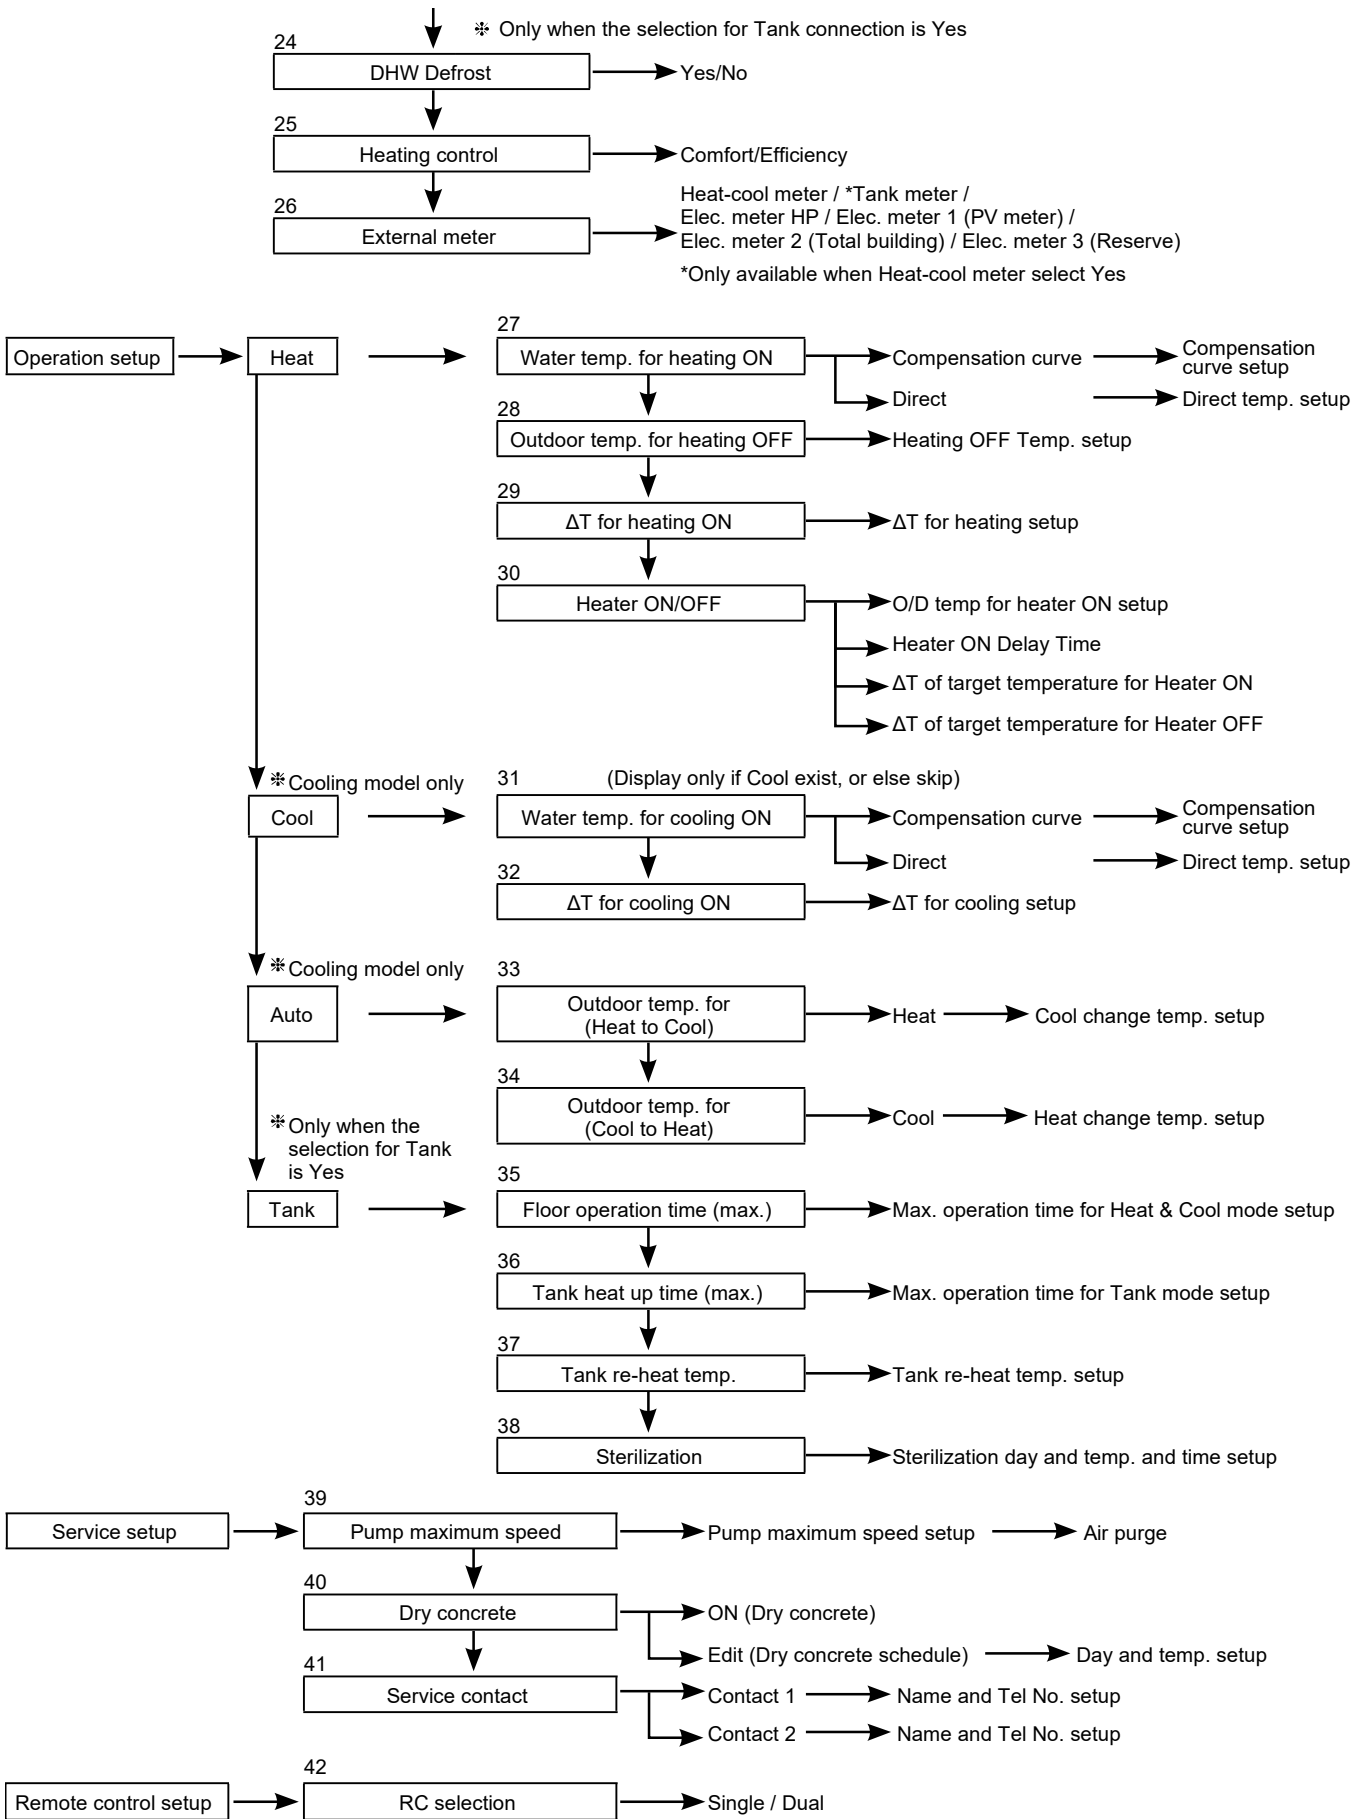 ❉ Only when the selection for Tank connection is Yes
24
DHW Defrost
Yes/No
25
Heating control
Comfort/Efficiency
26
External meter
Heat-cool meter / *Tank meter /
Elec. meter HP / Elec. meter 1 (PV meter) /
Elec. meter 2 (Total building) / Elec. meter 3 (Reserve)
*Only available when Heat-cool meter select Yes
Operation setup
Heat
27
Water temp. for heating ON
Compensation curve
Compensation
curve setup
Direct
Direct temp. setup
28
Outdoor temp. for heating OFF
Heating OFF Temp. setup
29
ΔT for heating ON
ΔT for heating setup
30
Heater ON/OFF
O/D temp for heater ON setup
Heater ON Delay Time
ΔT of target temperature for Heater ON
ΔT of target temperature for Heater OFF
❉ Cooling model only
Cool
31
(Display only if Cool exist, or else skip)
Water temp. for cooling ON
Compensation curve
Compensation
curve setup
Direct
Direct temp. setup
32
ΔT for cooling ON
ΔT for cooling setup
❉ Cooling model only
Auto
33
Outdoor temp. for
(Heat to Cool)
Heat
Cool change temp. setup
34
Outdoor temp. for
(Cool to Heat)
Cool
Heat change temp. setup
❉ Only when the
selection for Tank
is Yes
Tank
35
Floor operation time (max.)
Max. operation time for Heat & Cool mode setup
36
Tank heat up time (max.)
Max. operation time for Tank mode setup
37
Tank re-heat temp.
Tank re-heat temp. setup
38
Sterilization
Sterilization day and temp. and time setup
Service setup
39
Pump maximum speed
Pump maximum speed setup
Air purge
40
Dry concrete
ON (Dry concrete)
Edit (Dry concrete schedule)
Day and temp. setup
41
Service contact
Contact 1
Name and Tel No. setup
Contact 2
Name and Tel No. setup
Remote control setup
42
RC selection
Single / Dual